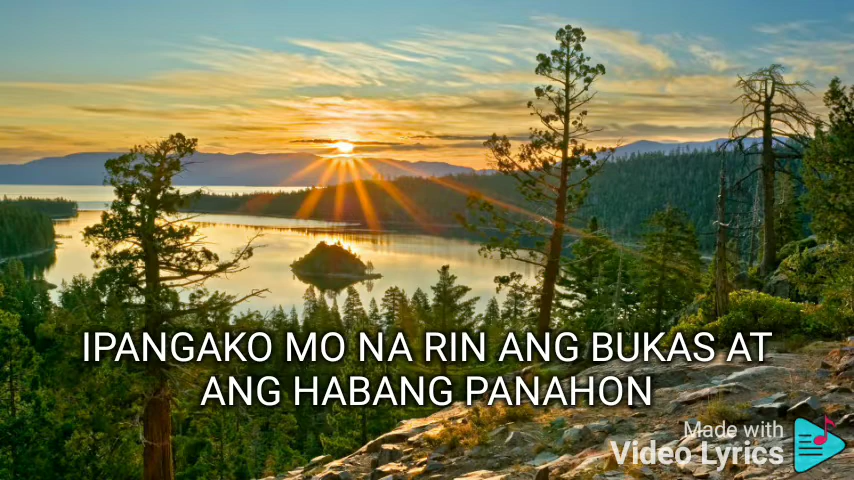 IPANGAKO MO NA RIN ANG BUKAS AT
ANG HABANG PANAHON
Made with
Video Lyrics